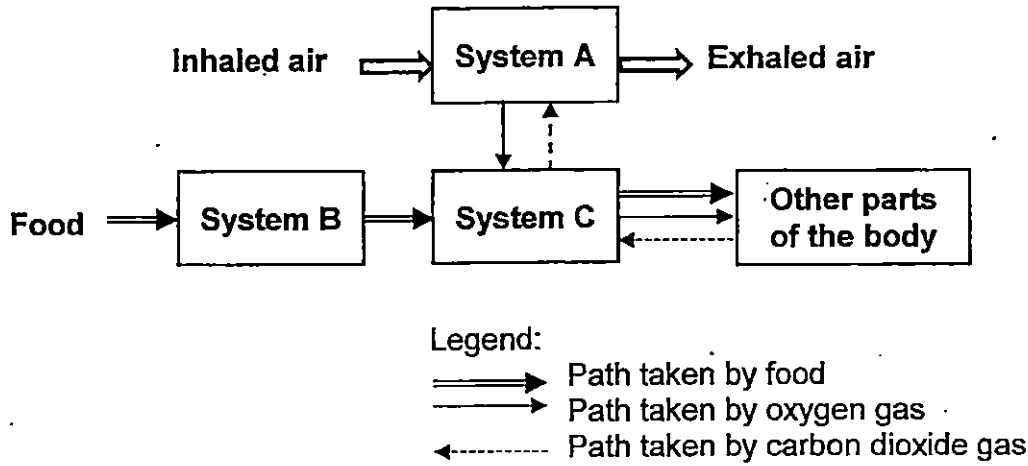 Inhaled air
System A
Exhaled air
Food
System B
System C
Other parts
of the body
Legend:
Path taken by food
Path taken by oxygen gas
Path taken by carbon dioxide gas